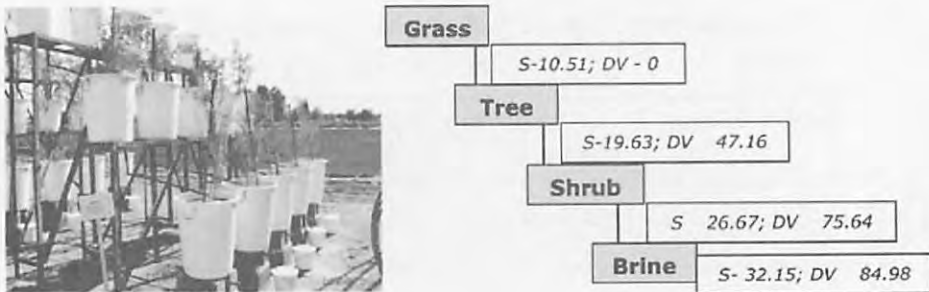 Grass
S-10.51; DV - 0
Tree
S-19.63; DV 47.16
Shrub
S 26.67; DV 75.64
Brine
S- 32.15; DV 84.98